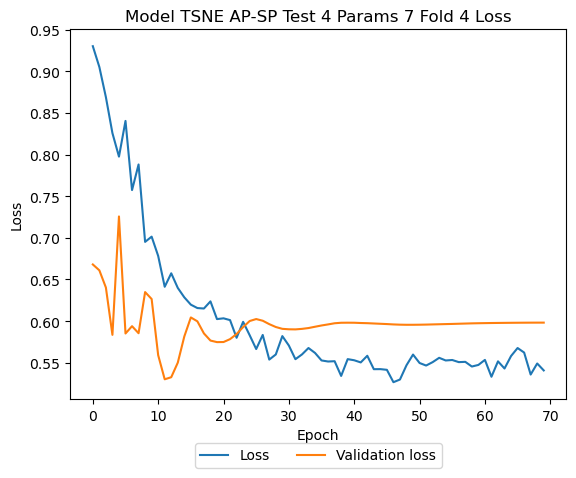 Model TSNE AP-SP Test 4 Params 7 Fold 4 Loss
0.95
0.90
0.85
0.80
0.75
0.70
0.65
0.60
0.55
Loss
0 10 20 30 40 50 60 70
Epoch
Loss Validation loss